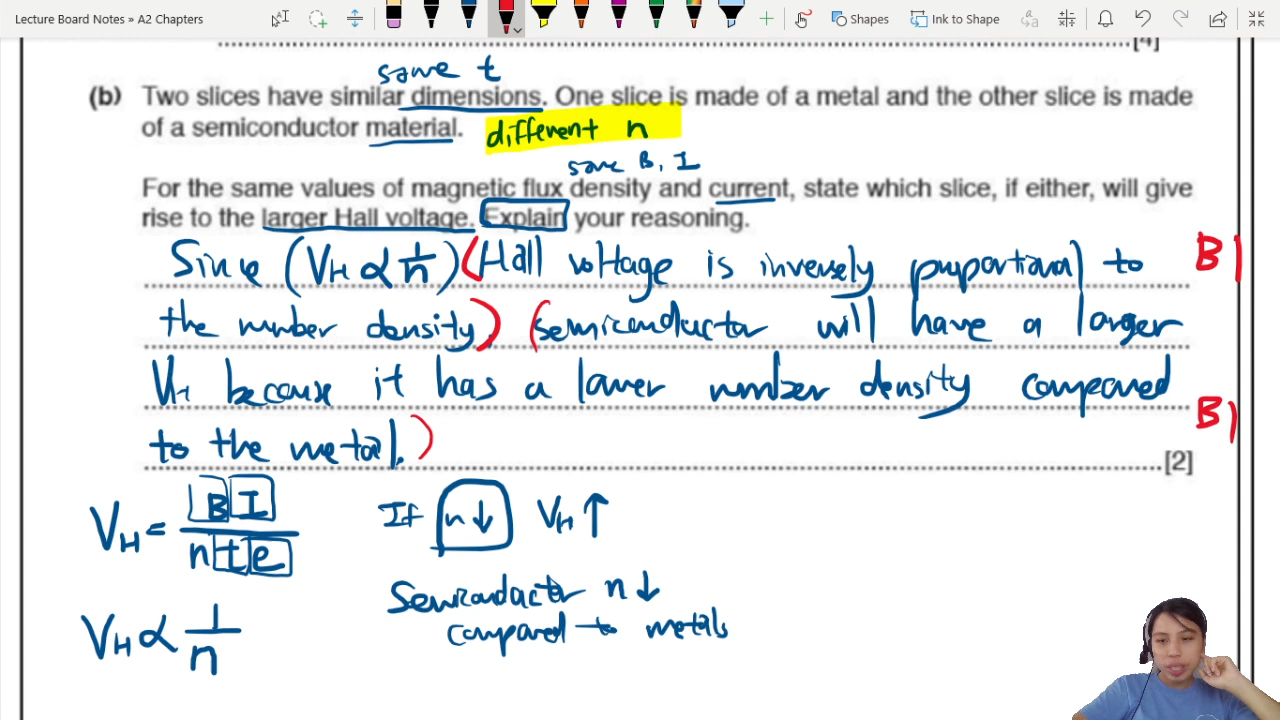 Lecture Board Notes » A2 Chapters
Shapes
Ink to Shape
[4]
same t
(b) Two slices have similar dimensions. One slice is made of a metal and the other slice is made
of a semiconductor material.
different n
same B, I
For the same values of magnetic flux density and current, state which slice, if either, will give
rise to the larger Hall voltage. Explain your reasoning.
Since (VH ∝ 1/n) (Hall voltage is inversely proportional to
B1
the number density) (semiconductor will have a larger
VH because it has a lower number density compared
B1
to the metal.)
[2]
VH = BI/nte
If n↓ VH ↑
Semiconductor n↓
compared to metals
VH ∝ 1/n